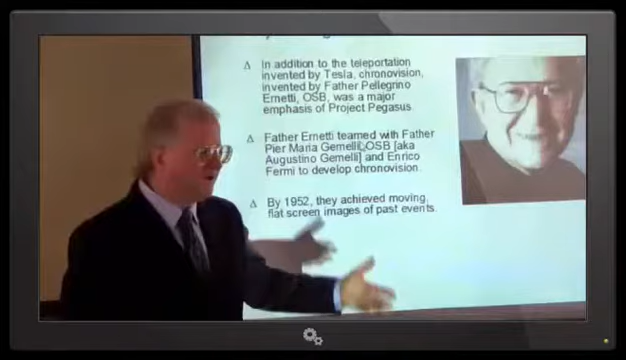 Δ In addition to the teleportation
invented by Tesla, chronovision,
invented by Father Pellegrino
Ernetti, OSB, was a major
emphasis of Project Pegasus.
Δ Father Ernetti teamed with Father
Pier Maria Gemelli, OSB [aka
Augustino Gemelli] and Enrico
Fermi to develop chronovision.
Δ By 1952, they achieved moving,
flat screen images of past events.